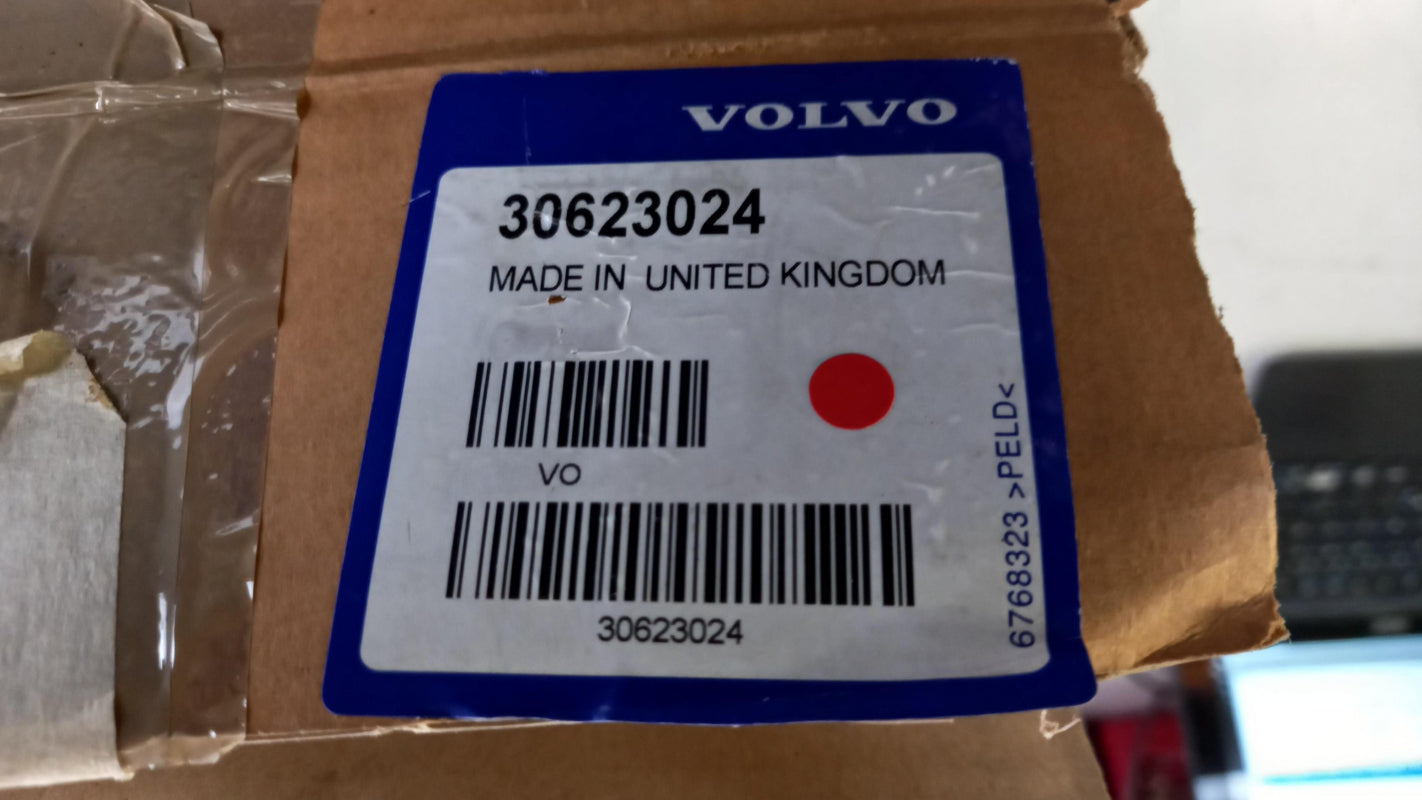 VOLVO
30623024
MADE IN UNITED KINGDOM
VO
30623024
6768323 >PELD<